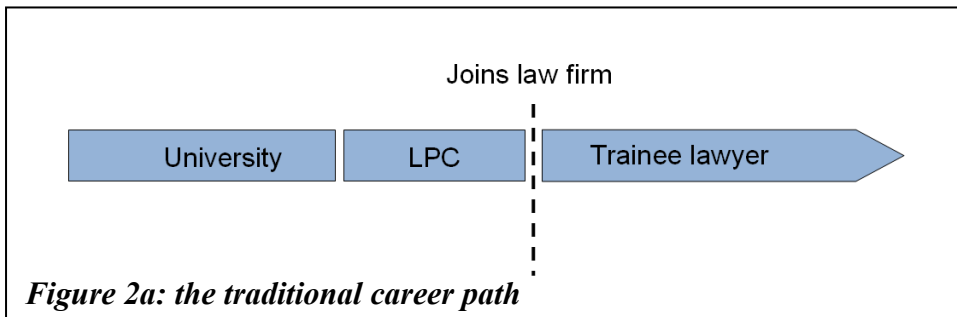 Joins law firm
University LPC Trainee lawyer
Figure 2a: the traditional career path